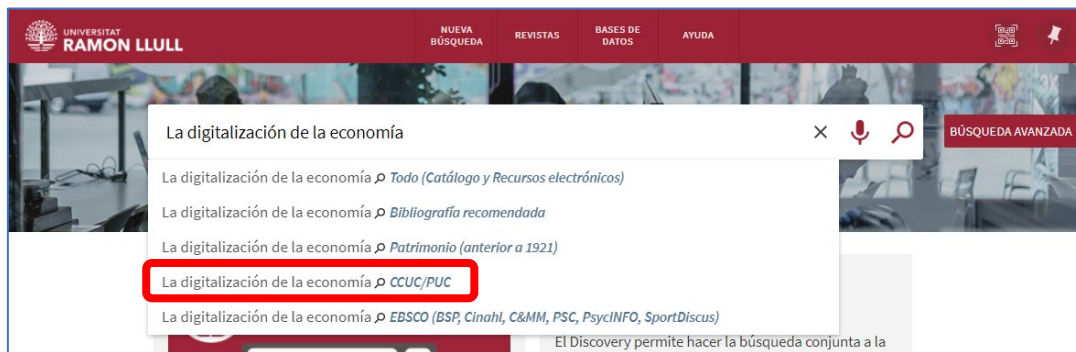 UNIVERSITAT
RAMON LLULL
NUEVA
BÚSQUEDA
REVISTAS
BASES DE
DATOS
AYUDA
La digitalización de la economía
BÚSQUEDA AVANZADA
La digitalización de la economía Todo (Catálogo y Recursos electrónicos)
La digitalización de la economía Bibliografía recomendada
La digitalización de la economía Patrimonio (anterior a 1921)
La digitalización de la economía CCUC/PUC
La digitalización de la economía EBSCO (BSP, Cinahl, C&MM, PSC, PsycINFO, SportDiscus)
El Discovery permite hacer la búsqueda conjunta a la